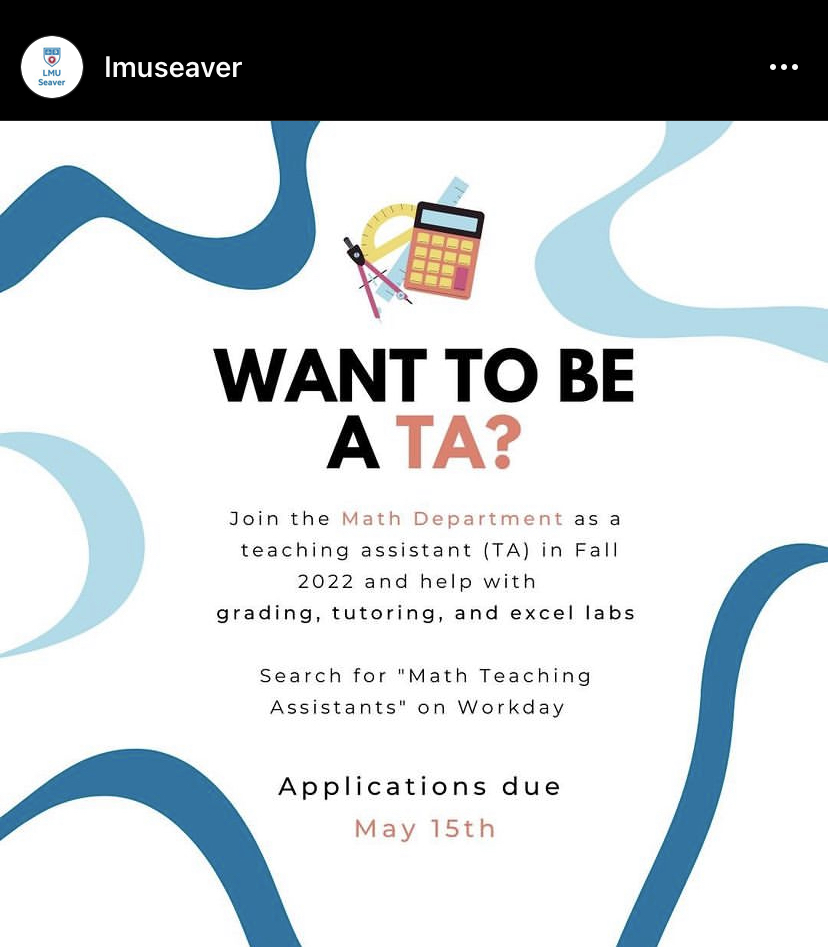 LMU
Seaver
lmuseaver
WANT TO BE
A TA?
Join the Math Department as a
teaching assistant (TA) in Fall
2022 and help with
grading, tutoring, and excel labs
Search for "Math Teaching
Assistants" on Workday
Applications due
May 15th